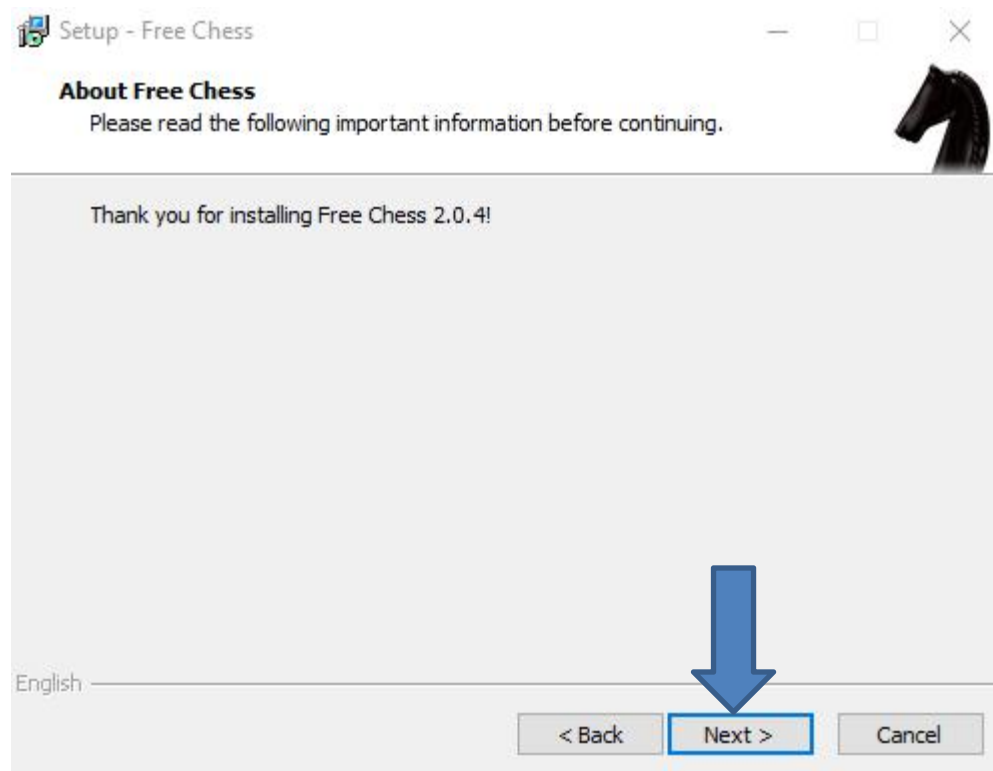 Setup - Free Chess
About Free Chess
Please read the following important information before continuing.
Thank you for installing Free Chess 2.0.4!
English
< Back
Next >
Cancel